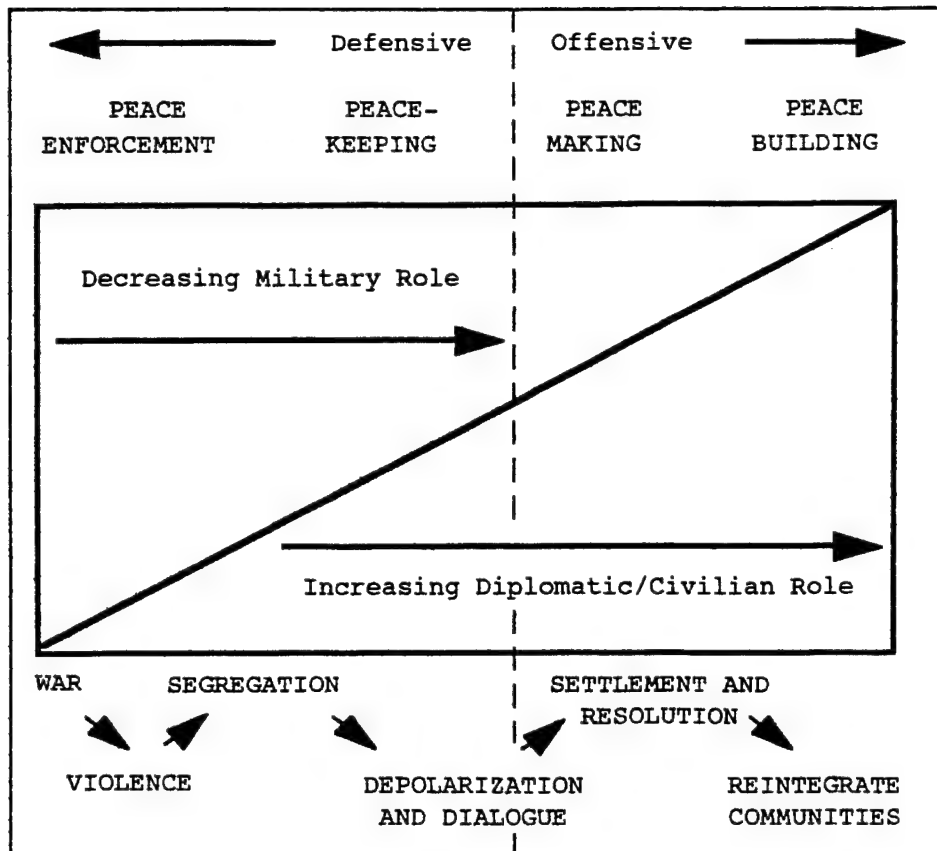 Defensive Offensive
PEACE ENFORCEMENT
PEACE-
KEEPING
PEACE
MAKING
PEACE
BUILDING
Decreasing Military Role
Increasing Diplomatic/Civilian Role
WAR
VIOLENCE
SEGREGATION
DEPOLARIZATION
AND DIALOGUE
SETTLEMENT AND
RESOLUTION
REINTEGRATE
COMMUNITIES